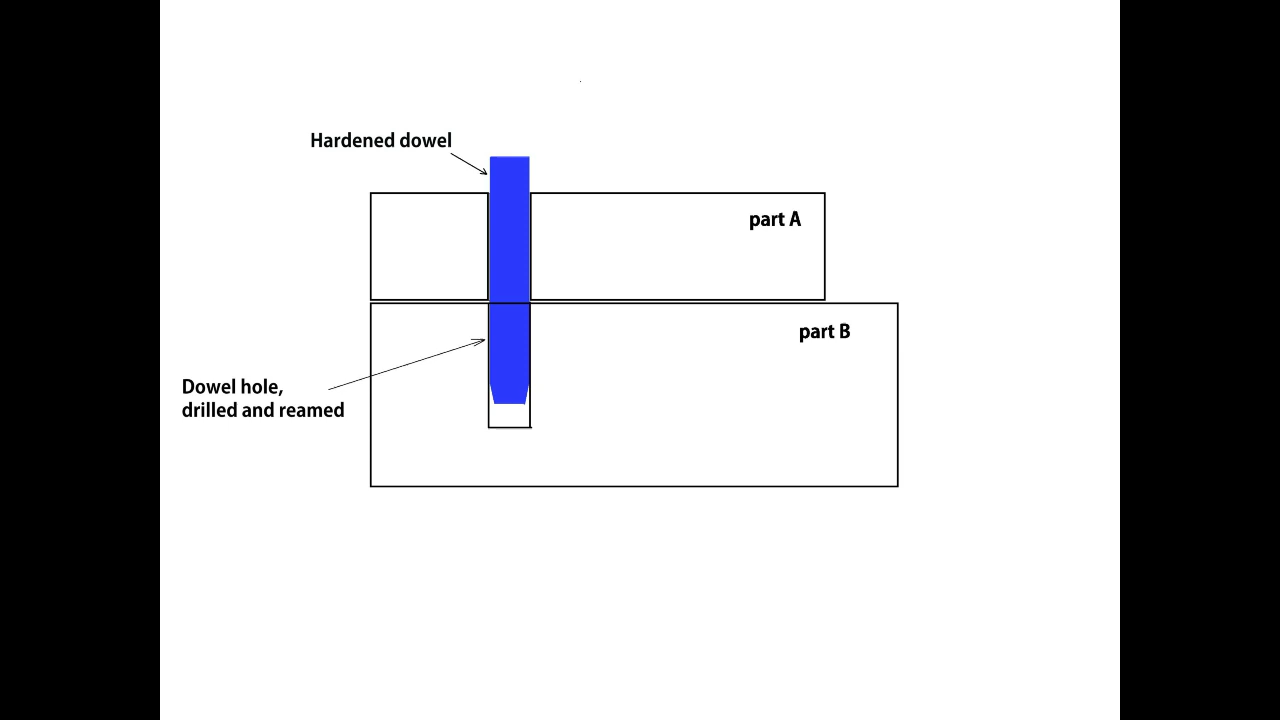 Hardened dowel
part A
part B
Dowel hole,
drilled and reamed